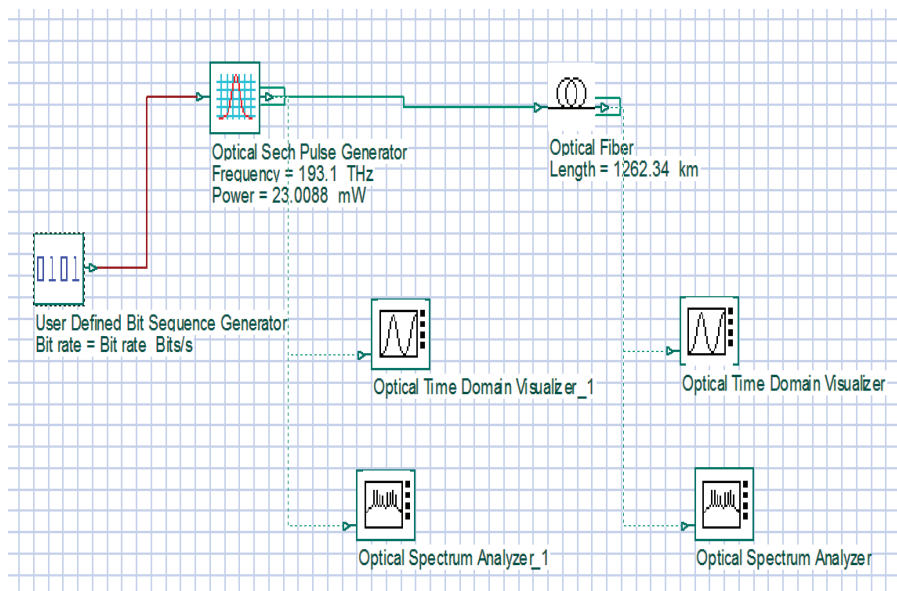 Optical Sech Pulse Generator
Frequency = 193.1 THz
Power = 23.0088 mW
Optical Fiber
Length = 1262.34 km
0101
User Defined Bit Sequence Generator
Bit rate = Bit rate Bits/s
Optical Time Domain Visualizer_1
Optical Time Domain Visualizer
Optical Spectrum Analyzer_1
Optical Spectrum Analyzer